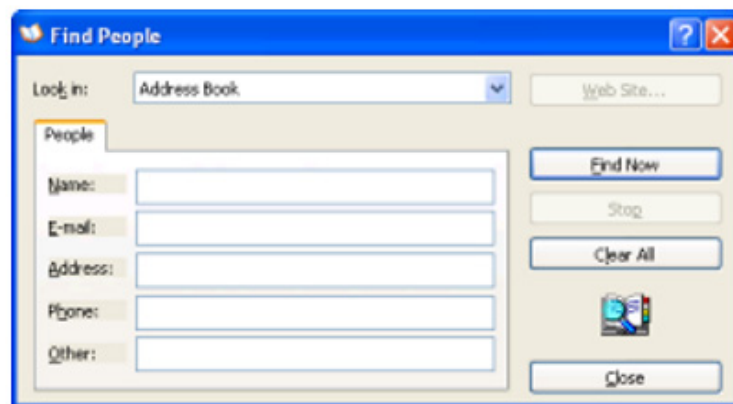 Find People
Look in:
Address Book
Web Site...
People
Find Now
Name:
Stop
E-mail:
Clear All
Address:
Phone:
Other:
Close